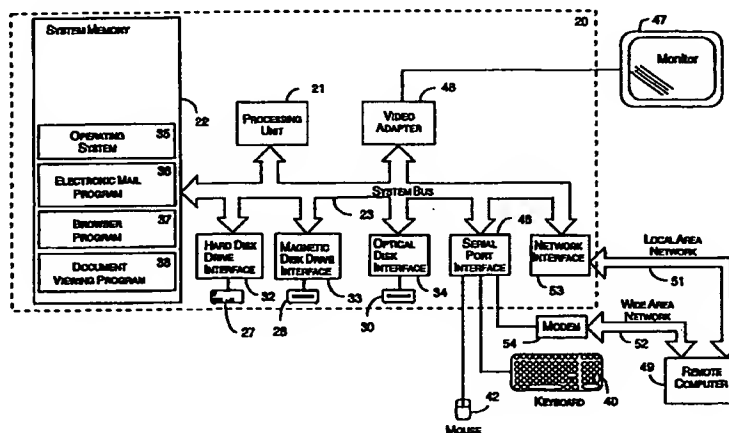 SYSTEM MEMORY
20
47
Monitor
21
48
22
PROCESSING
UNIT
VIDEO
ADAPTER
OPERATING
SYSTEM
35
ELECTRONIC MAIL
PROGRAM
36
SYSTEM BUS
23
BROWSER
PROGRAM
37
46
HARD DISK
DRIVE
INTERFACE
MAGNETIC
DISK DRIVE
INTERFACE
OPTICAL
DISK
INTERFACE
SERIAL
PORT
INTERFACE
NETWORK
INTERFACE
LOCAL AREA
NETWORK
51
DOCUMENT
VIEWING PROGRAM
38
32
33
34
53
27
28
30
MODEM
54
WIDE AREA
NETWORK
52
49
REMOTE
COMPUTER
42
KEYBOARD
40
MOUSE